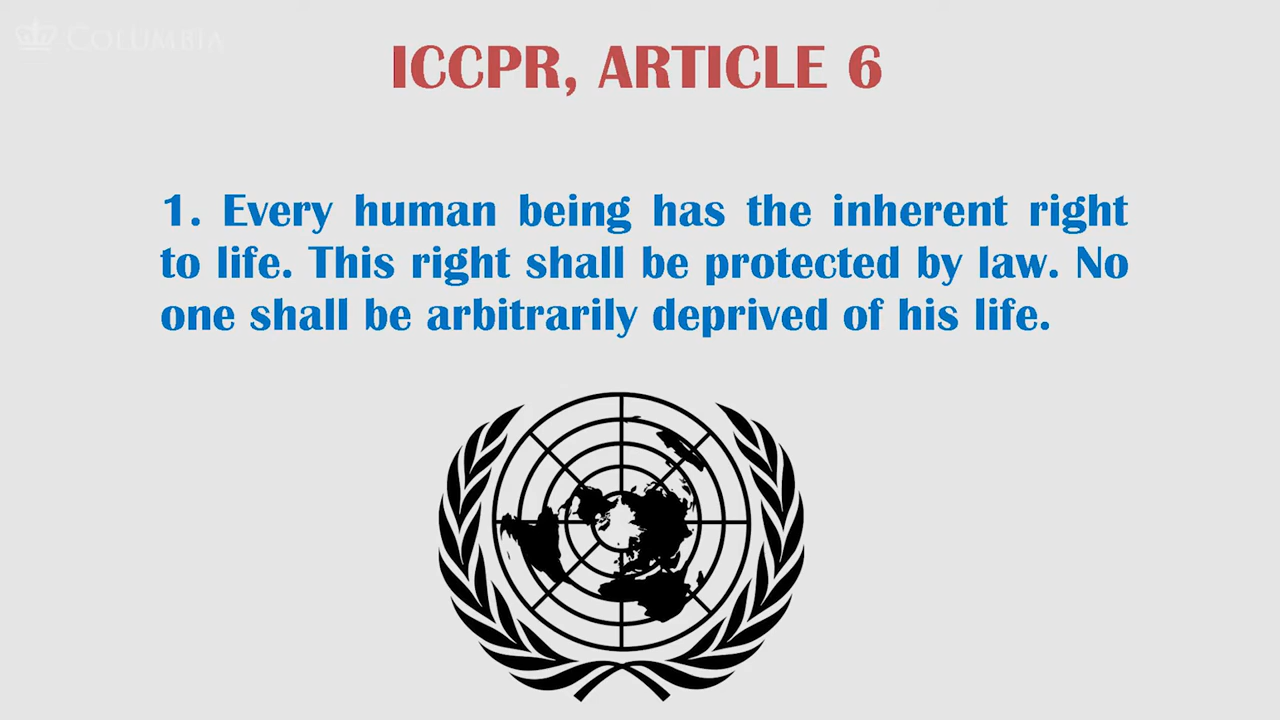 COLUMBIA
ICCPR, ARTICLE 6
1. Every human being has the inherent right
to life. This right shall be protected by law. No
one shall be arbitrarily deprived of his life.